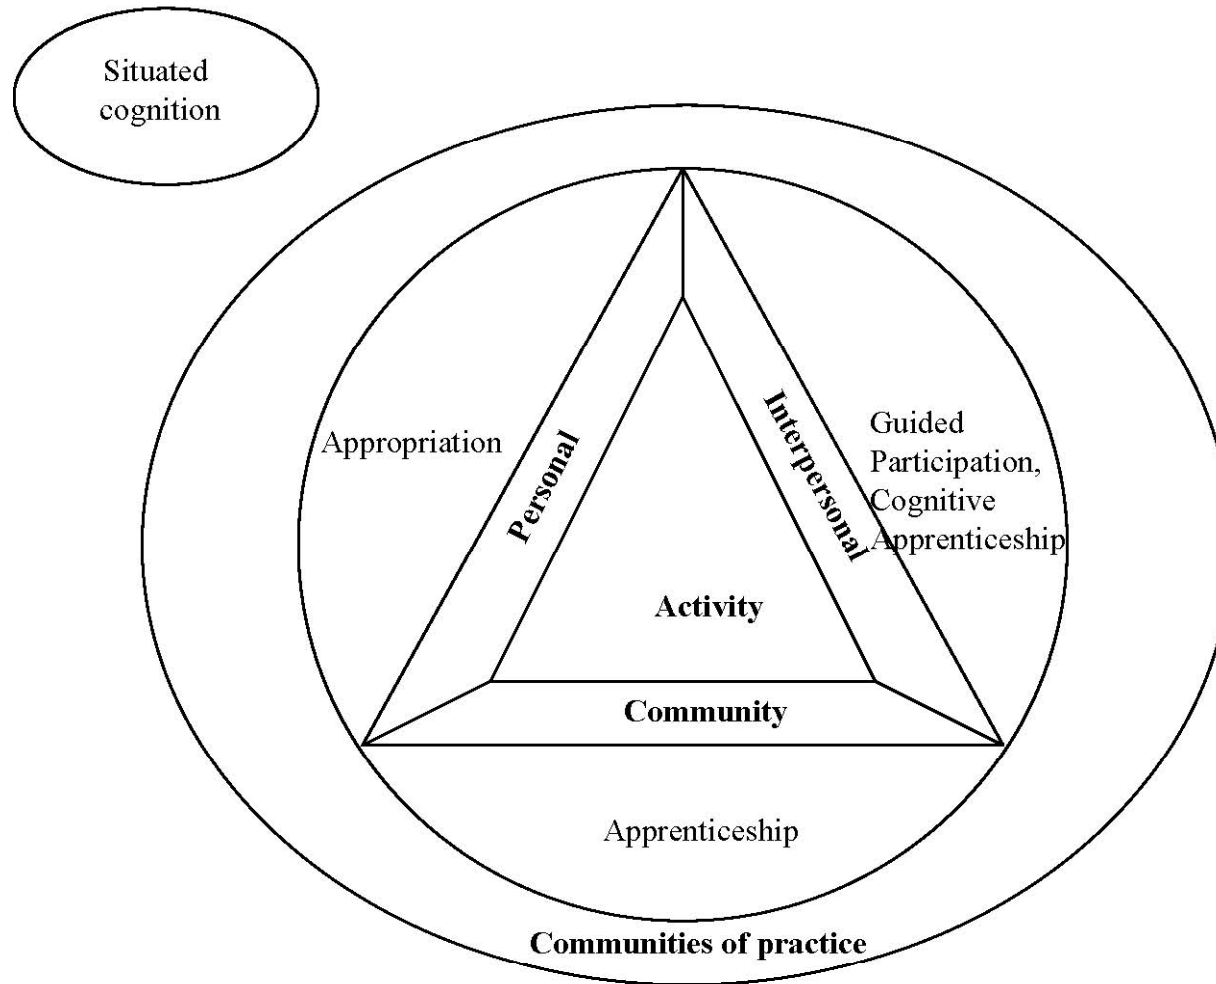 Situated
cognition
Appropriation
Personal
Interpersonal
Guided
Participation,
Cognitive
Apprenticeship
Activity
Community
Apprenticeship
Communities of practice